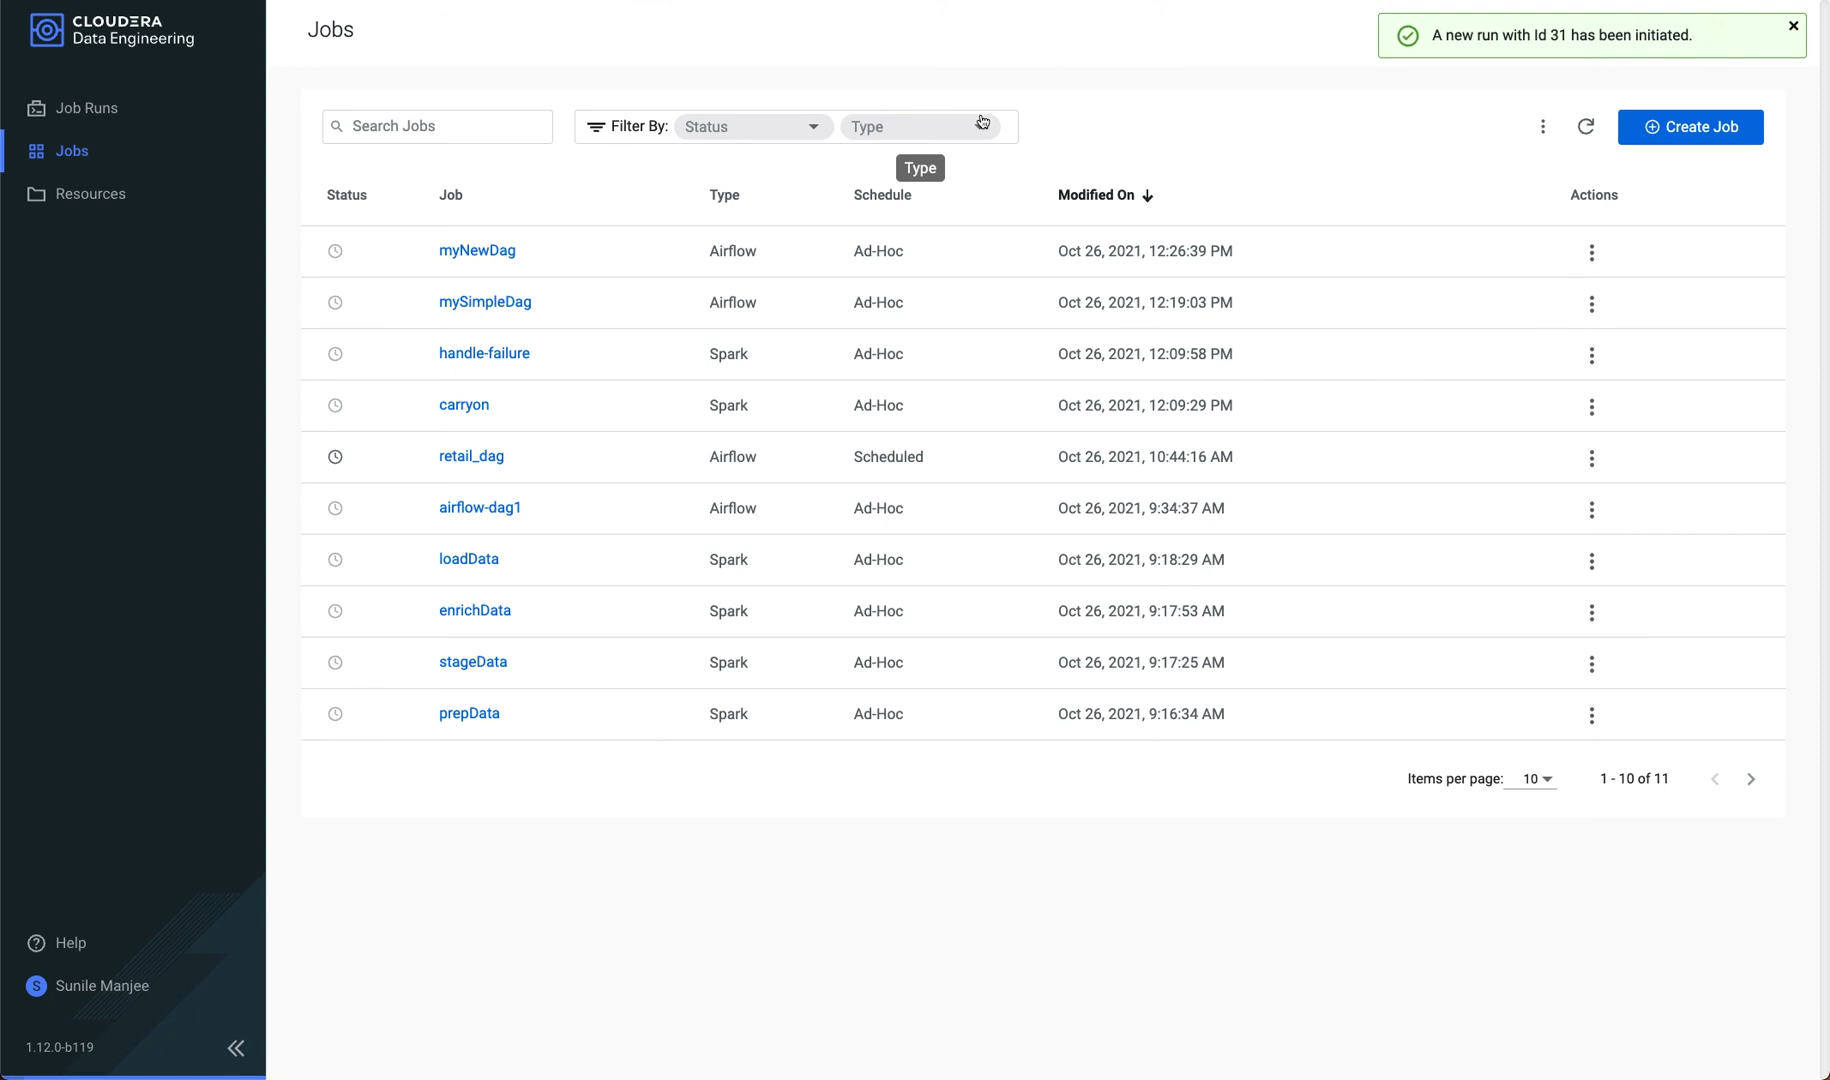 CLOUDERA
Data Engineering
Jobs
A new run with Id 31 has been initiated.
Job Runs
Jobs
Resources
Search Jobs
Filter By: Status Type
Create Job
Type
Status Job Type Schedule Modified On Actions
myNewDag Airflow Ad-Hoc Oct 26, 2021, 12:26:39 PM
mySimpleDag Airflow Ad-Hoc Oct 26, 2021, 12:19:03 PM
handle-failure Spark Ad-Hoc Oct 26, 2021, 12:09:58 PM
carryon Spark Ad-Hoc Oct 26, 2021, 12:09:29 PM
retail_dag Airflow Scheduled Oct 26, 2021, 10:44:16 AM
airflow-dag1 Airflow Ad-Hoc Oct 26, 2021, 9:34:37 AM
loadData Spark Ad-Hoc Oct 26, 2021, 9:18:29 AM
enrichData Spark Ad-Hoc Oct 26, 2021, 9:17:53 AM
stageData Spark Ad-Hoc Oct 26, 2021, 9:17:25 AM
prepData Spark Ad-Hoc Oct 26, 2021, 9:16:34 AM
Items per page: 10 1 - 10 of 11
Help
S Sunile Manjee
1.12.0-b119